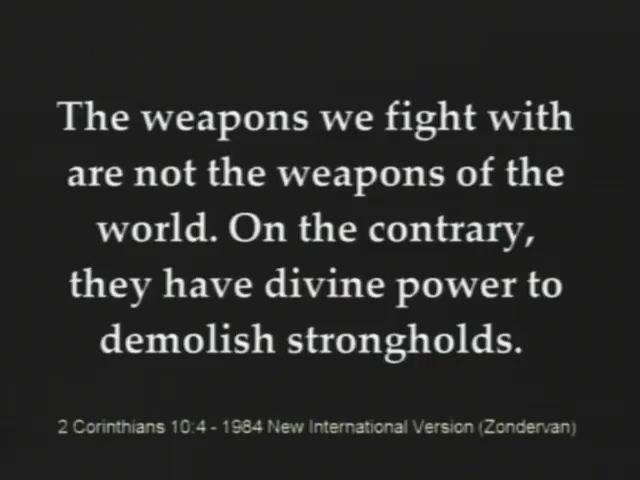 The weapons we fight with
are not the weapons of the
world. On the contrary,
they have divine power to
demolish strongholds.
2 Corinthians 10:4 - 1984 New International Version (Zondervan)